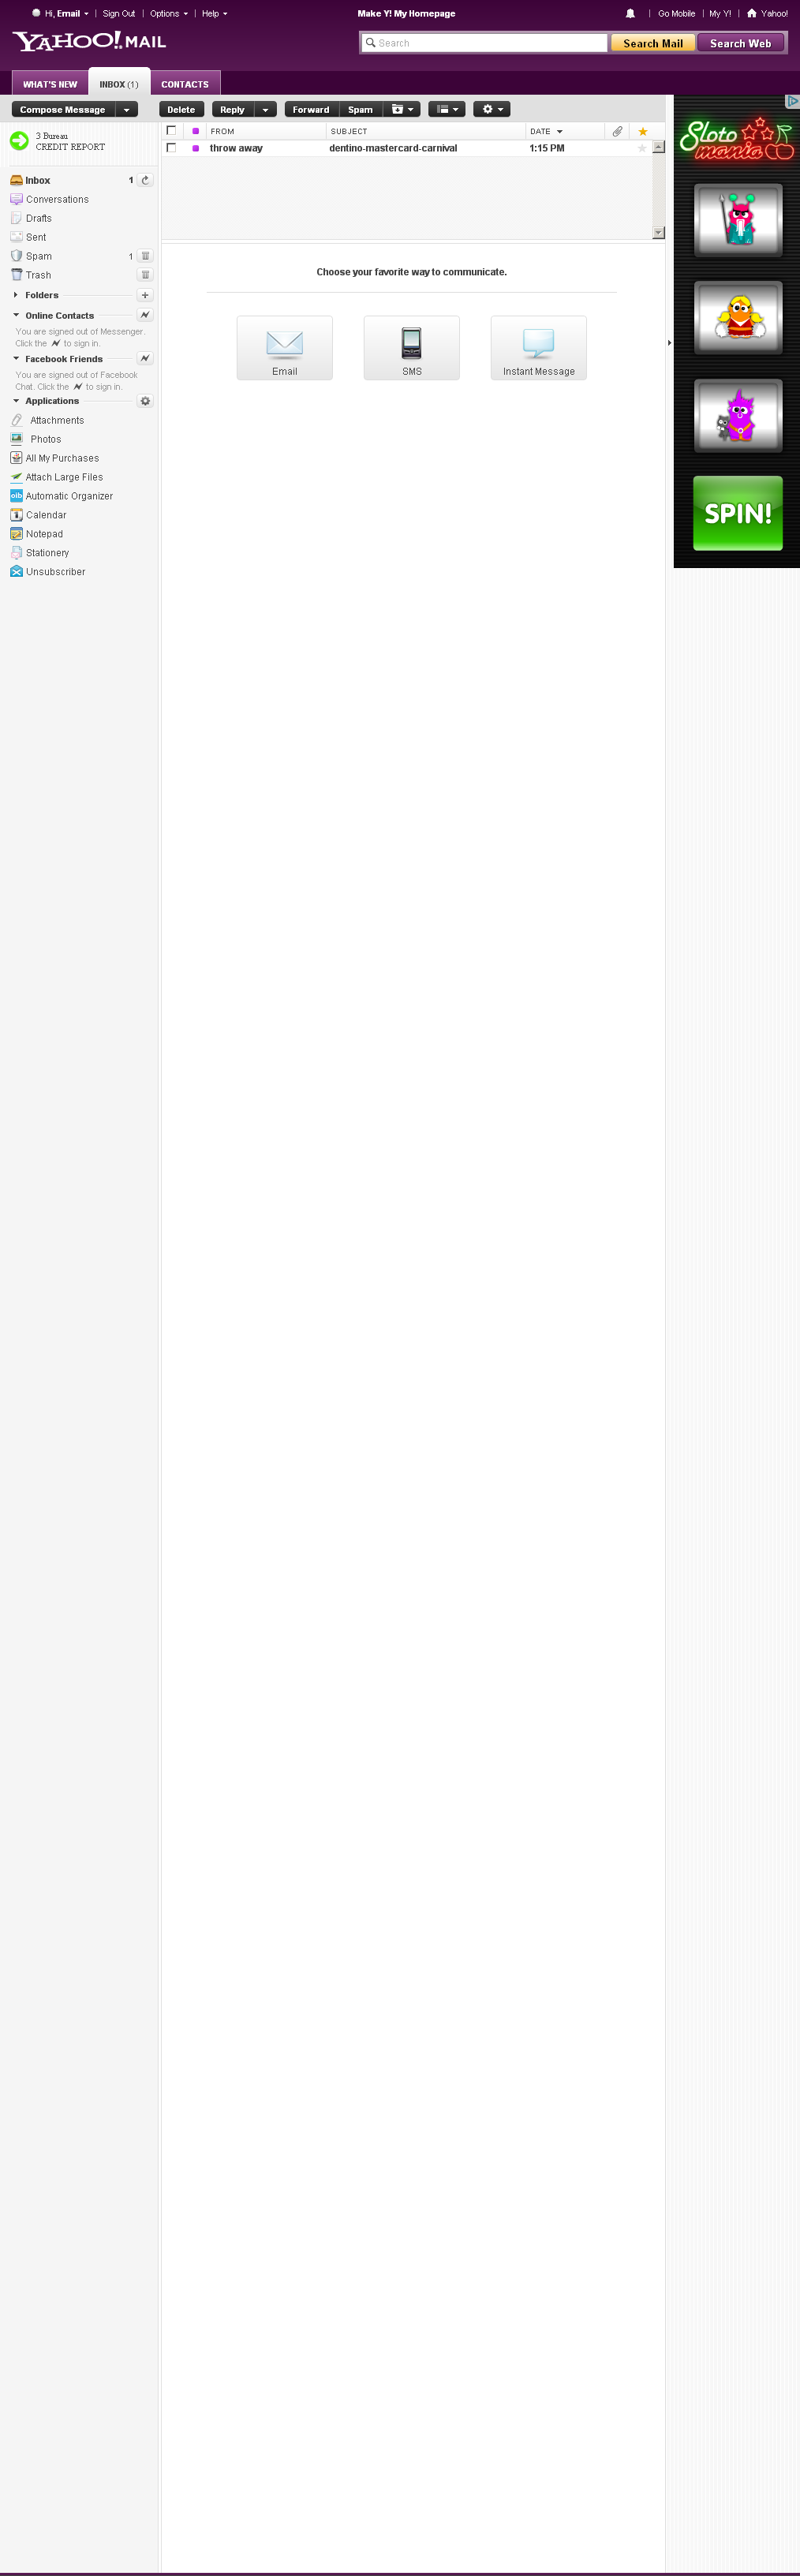 Hi, Email | Sign Out | Options | Help
Make Y! My Homepage
| Go Mobile | My Y! | Yahoo!
YAHOO! MAIL
Search
Search Mail
Search Web
WHAT'S NEW
INBOX (1)
CONTACTS
Compose Message
Delete
Reply
Forward
Spam
3 Bureau
CREDIT REPORT
FROM
SUBJECT
DATE
throw away
dentino-mastercard-carnival
1:15 PM
Inbox 1
Conversations
Drafts
Sent
Spam 1
Trash
Folders
Online Contacts
You are signed out of Messenger.
Click the to sign in.
Facebook Friends
You are signed out of Facebook
Chat. Click the to sign in.
Applications
Attachments
Photos
All My Purchases
Attach Large Files
oib Automatic Organizer
Calendar
Notepad
Stationery
Unsubscriber
Choose your favorite way to communicate.
Email
SMS
Instant Message
Sloto
mania
SPIN!